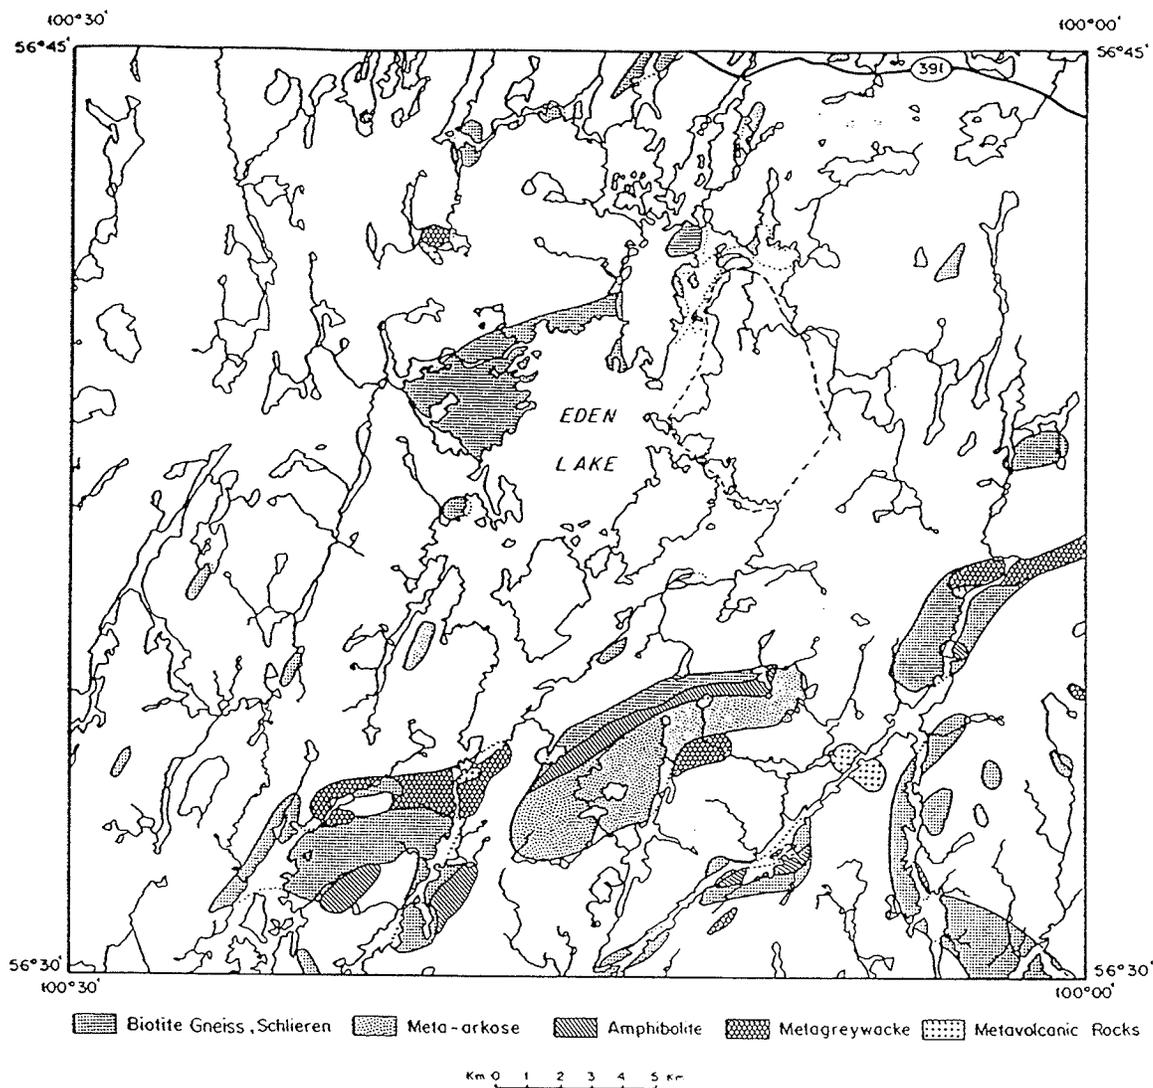 100°30' 100°00'
56°45' 56°45'
391
EDEN
LAKE
56°30' 56°30'
100°30' 100°00'
Biotite Gneiss, Schlieren Meta-arkose Amphibolite Metagreywacke Metavolcanic Rocks
Km 0 1 2 3 4 5 Km